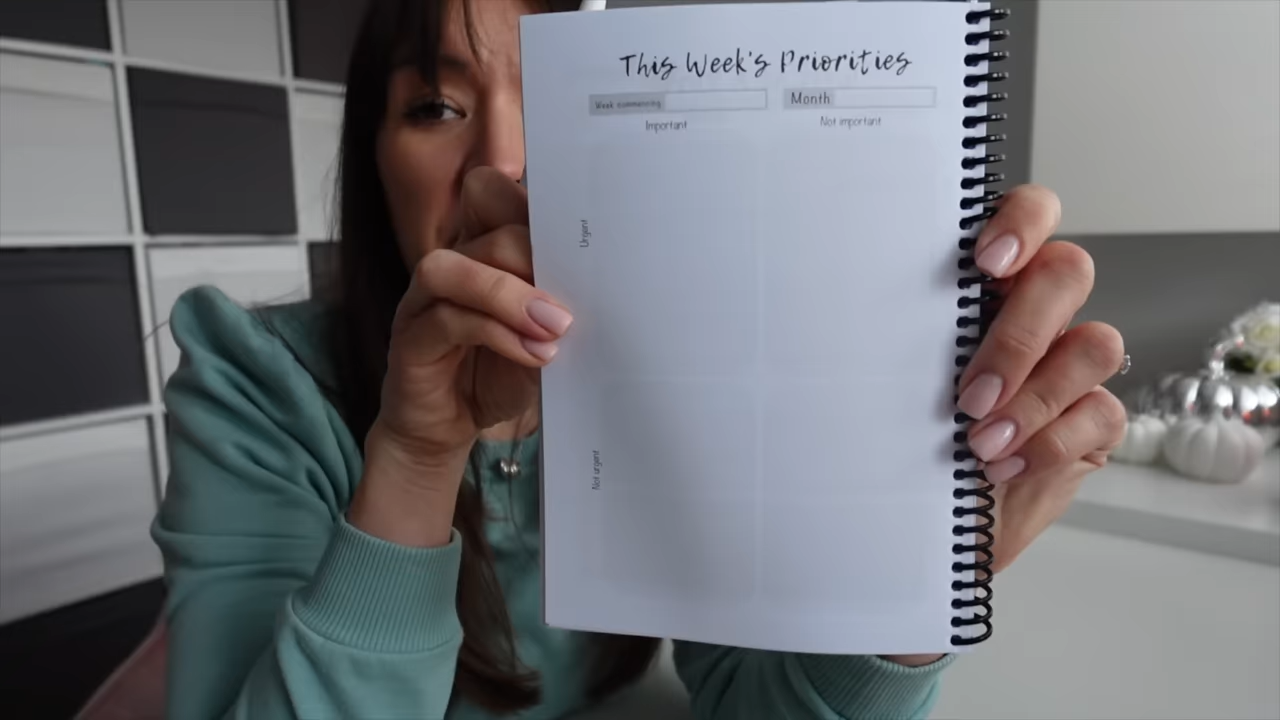 This Week's Priorities
Week commencing
Month
Important
Not important
Urgent
Not urgent